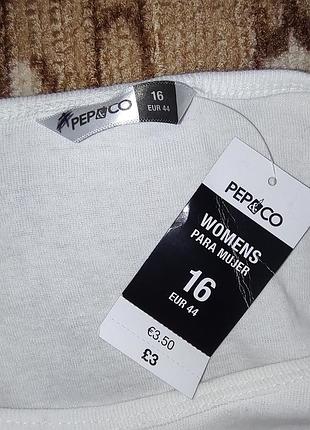 PEP&CO
16
EUR 44
PEP&CO
WOMENS
PARA MUJER
16
EUR 44
€3.50
£3